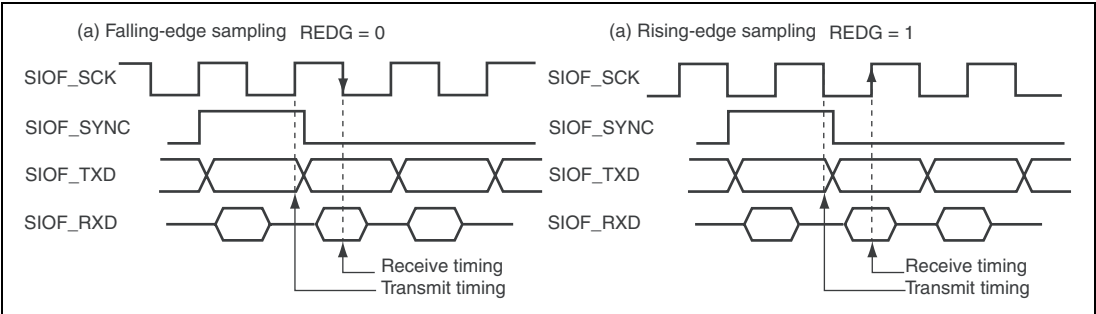 (a) Falling-edge sampling REDG = 0
SIOF_SCK
SIOF_SYNC
SIOF_TXD
SIOF_RXD
Receive timing
Transmit timing
(a) Rising-edge sampling REDG = 1
SIOF_SCK
SIOF_SYNC
SIOF_TXD
SIOF_RXD
Receive timing
Transmit timing